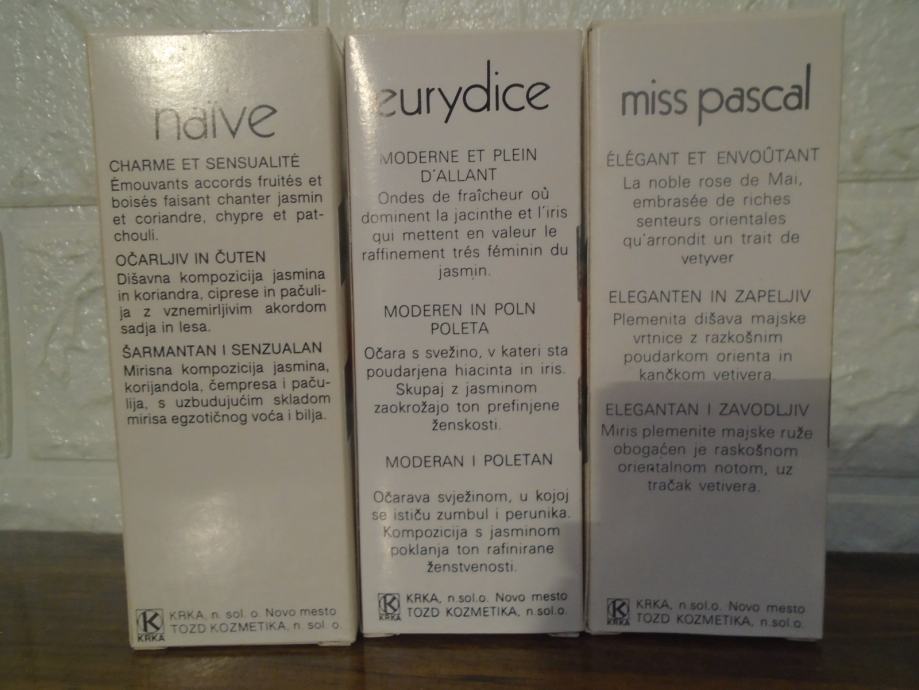 naïve
CHARME ET SENSUALITÉ
Émouvants accords fruités et
boisés faisant chanter jasmin
et coriandre, chypre et pat-
chouli.
OČARLJIV IN ČUTEN
Dišavna kompozicija jasmina
in koriandra, ciprese in pačuli-
ja z vznemirljivim akordom
sadja in lesa.
ŠARMANTAN I SENZUALAN
Mirisna kompozicija jasmina,
korijandola, čempresa i paču-
lija, s uzbudujućim skladom
mirisa egzotičnog voća i bilja.
K
KRKA
KRKA, n. sol. o. Novo mesto
TOZD KOZMETIKA, n. sol. o.
eurydice
MODERNE ET PLEIN
D'ALLANT
Ondes de fraîcheur où
dominent la jacinthe et l'iris
qui mettent en valeur le
raffinement trés féminin du
jasmin.
MODEREN IN POLN
POLETA
Očara s svežino, v kateri sta
poudarjena hiacinta in iris.
Skupaj z jasminom
zaokrožajo ton prefinjene
ženskosti.
MODERAN I POLETAN
Očarava svježinom, u kojoj
se ističu zumbul i perunika.
Kompozicija s jasminom
poklanja ton rafinirane
ženstvenosti.
K
KRKA
KRKA, n.sol.o. Novo mesto
TOZD KOZMETIKA, n.sol.o.
miss pascal
ÉLÉGANT ET ENVOÛTANT
La noble rose de Mai,
embrasée de riches
senteurs orientales
qu'arrondit un trait de
vetyver
ELEGANTEN IN ZAPELJIV
Plemenita dišava majske
vrtnice z razkošnim
poudarkom orienta in
kančkom vetivera.
ELEGANTAN I ZAVODLJIV
Miris plemenite majske ruže
obogaćen je raskošnom
orientalnom notom, uz
tračak vetivera.
K
KRKA
KRKA, n.sol.o. Novo mesto
TOZD KOZMETIKA, n.sol.o.